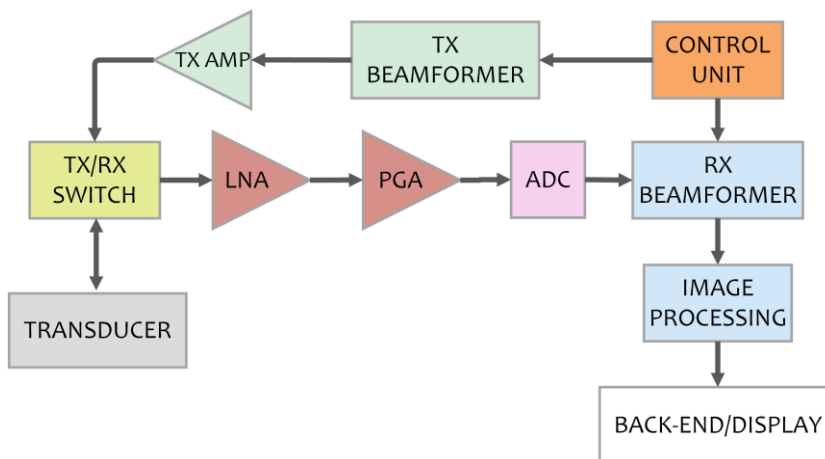 TX AMP
TX
BEAMFORMER
CONTROL
UNIT
TX/RX
SWITCH
LNA
PGA
ADC
RX
BEAMFORMER
TRANSDUCER
IMAGE
PROCESSING
BACK-END/DISPLAY